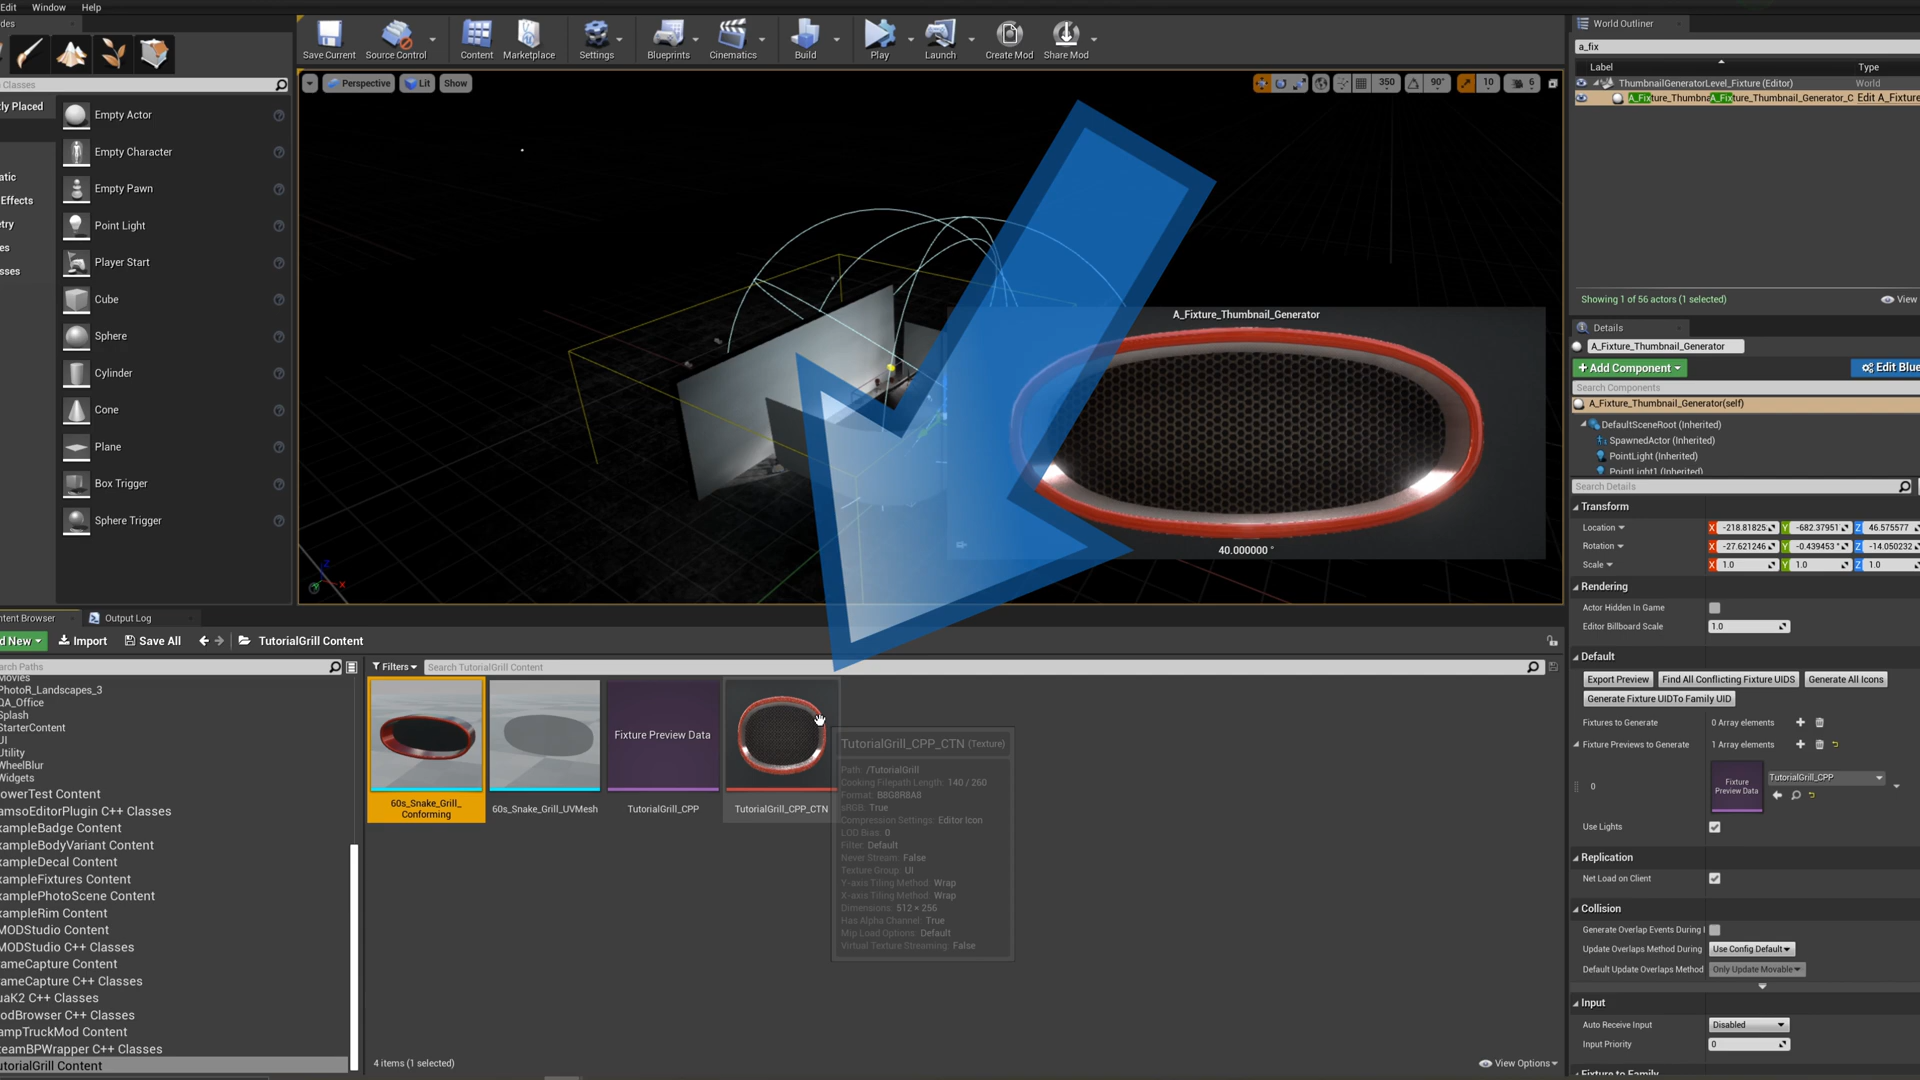 Edit Window Help
des
Classes
tly Placed
atic
Effects
etry
es
sses
Empty Actor
Empty Character
Empty Pawn
Point Light
Player Start
Cube
Sphere
Cylinder
Cone
Plane
Box Trigger
Sphere Trigger
Save Current
Source Control
Content
Marketplace
Settings
Blueprints
Cinematics
Build
Play
Launch
Create Mod
Share Mod
Perspective
Lit
Show
350
90°
10
6
A_Fixture_Thumbnail_Generator
40.000000 °
Z
X
World Outliner
a_fix
Label
Type
ThumbnailGeneratorLevel_Fixture (Editor)
World
A_Fixture_ThumbnaA_Fixture_Thumbnail_Generator_C Edit A_Fixture
Showing 1 of 56 actors (1 selected)
View
Details
A_Fixture_Thumbnail_Generator
+ Add Component
Edit Blue
Search Components
A_Fixture_Thumbnail_Generator(self)
DefaultSceneRoot (Inherited)
SpawnedActor (Inherited)
PointLight (Inherited)
PointLight1 (Inherited)
Search Details
Transform
Location X -218.81825 Y -682.37951 Z 46.575577
Rotation X -27.621246 Y -0.439453 ° Z -14.050232
Scale X 1.0 Y 1.0 Z 1.0
Rendering
Actor Hidden In Game
Editor Billboard Scale 1.0
Default
Export Preview Find All Conflicting Fixture UIDS Generate All Icons
Generate Fixture UIDTo Family UID
Fixtures to Generate 0 Array elements
Fixture Previews to Generate 1 Array elements
0
Fixture
Preview Data
TutorialGrill_CPP
Use Lights
Replication
Net Load on Client
Collision
Generate Overlap Events During I
Update Overlaps Method During Use Config Default
Default Update Overlaps Method Only Update Movable
Input
Auto Receive Input Disabled
Input Priority 0
Fixture to Family
ntent Browser
Output Log
d New
Import
Save All
TutorialGrill Content
arch Paths
Filters
Search TutorialGrill Content
Movies
PhotoR_Landscapes_3
QA_Office
Splash
StarterContent
UI
Utility
WheelBlur
Widgets
owerTest Content
amsoEditorPlugin C++ Classes
xampleBadge Content
xampleBodyVariant Content
xampleDecal Content
xampleFixtures Content
xamplePhotoScene Content
xampleRim Content
MODStudio Content
MODStudio C++ Classes
ameCapture Content
ameCapture C++ Classes
uaK2 C++ Classes
odBrowser C++ Classes
ampTruckMod Content
teamBPWrapper C++ Classes
utorialGrill Content
60s_Snake_Grill_
Conforming
60s_Snake_Grill_UVMesh
Fixture Preview Data
TutorialGrill_CPP
TutorialGrill_CPP_CTN
TutorialGrill_CPP_CTN (Texture)
Path: /TutorialGrill
Cooking Filepath Length: 140 / 260
Format: B8G8R8A8
sRGB: True
Compression Settings: Editor Icon
LOD Bias: 0
Filter: Default
Never Stream: False
Texture Group: UI
Y-axis Tiling Method: Wrap
X-axis Tiling Method: Wrap
Dimensions: 512 × 256
Has Alpha Channel: True
Mip Load Options: Default
Virtual Texture Streaming: False
4 items (1 selected)
View Options